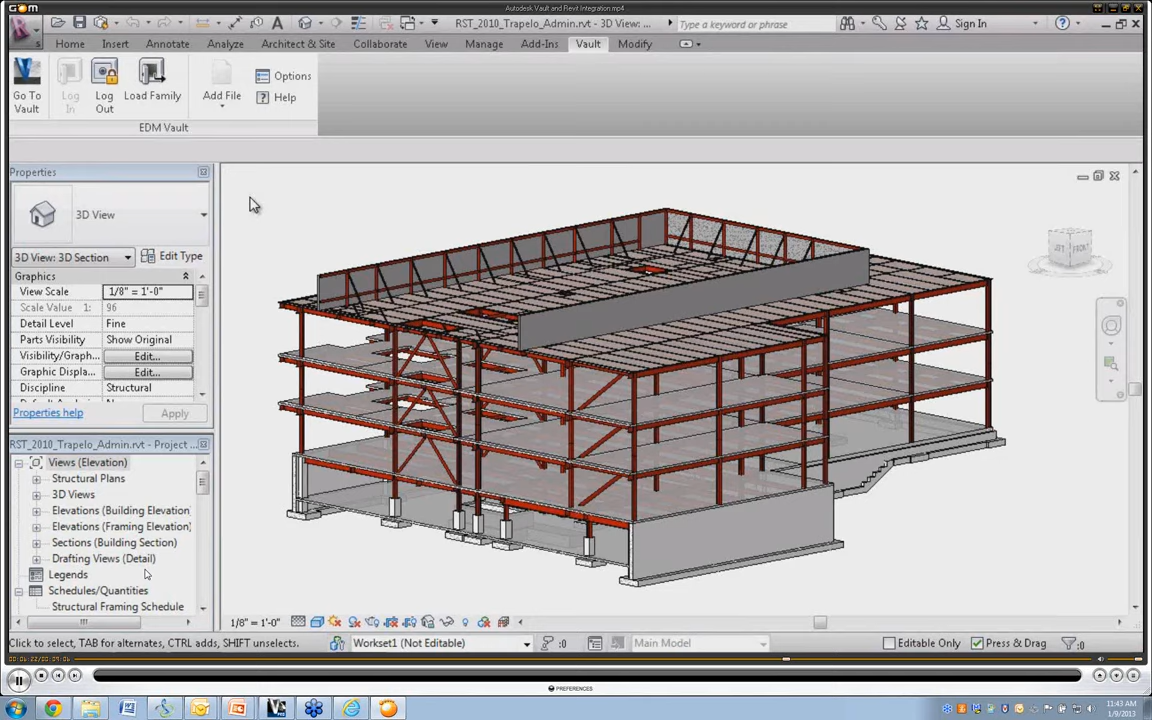 GOM
Autodesk Vault and Revit Integration.mp4
RST_2010_Trapelo_Admin.rvt - 3D View: ...
Type a keyword or phrase
Sign In
Home Insert Annotate Analyze Architect & Site Collaborate View Manage Add-Ins Vault Modify
Go To Vault
Log In
Log Out
Load Family
Add File
Options
Help
EDM Vault
Properties
3D View
3D View: 3D Section
Edit Type
Graphics
View Scale 1/8" = 1'-0"
Scale Value 1: 96
Detail Level Fine
Parts Visibility Show Original
Visibility/Graph... Edit...
Graphic Displa... Edit...
Discipline Structural
Properties help
Apply
RST_2010_Trapelo_Admin.rvt - Project ...
Views (Elevation)
Structural Plans
3D Views
Elevations (Building Elevation)
Elevations (Framing Elevation)
Sections (Building Section)
Drafting Views (Detail)
Legends
Schedules/Quantities
Structural Framing Schedule
LEFT FRONT
1/8" = 1'-0"
Click to select, TAB for alternates, CTRL adds, SHIFT unselects.
Workset1 (Not Editable)
:0
Main Model
Editable Only
Press & Drag
:0
PREFERENCES
11:43 AM
1/9/2013